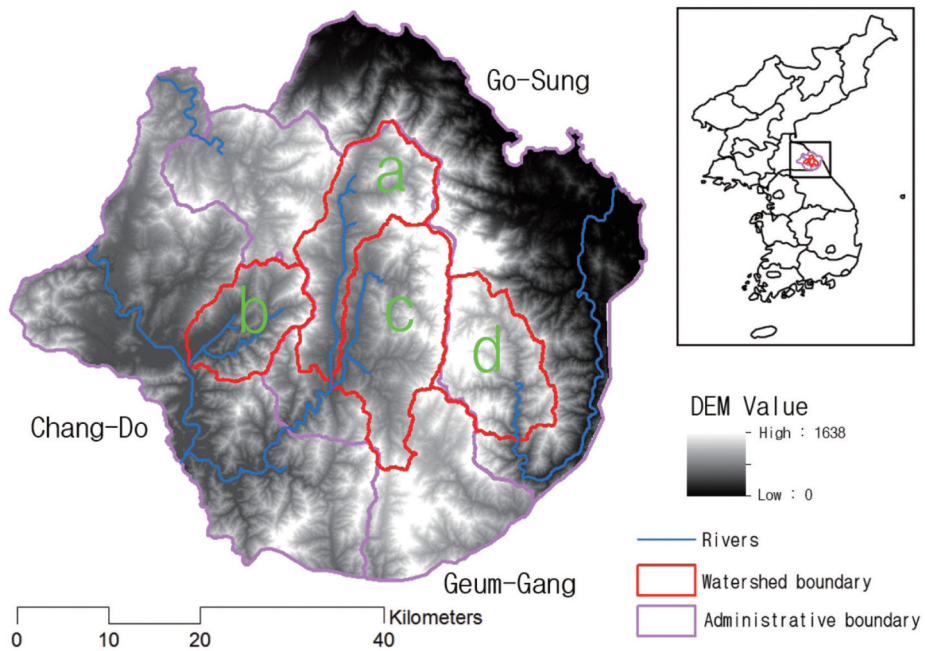 Go-Sung
a
b
c
d
Chang-Do
Geum-Gang
DEM Value
High : 1638
Low : 0
Rivers
Watershed boundary
Administrative boundary
Kilometers
0 10 20 40